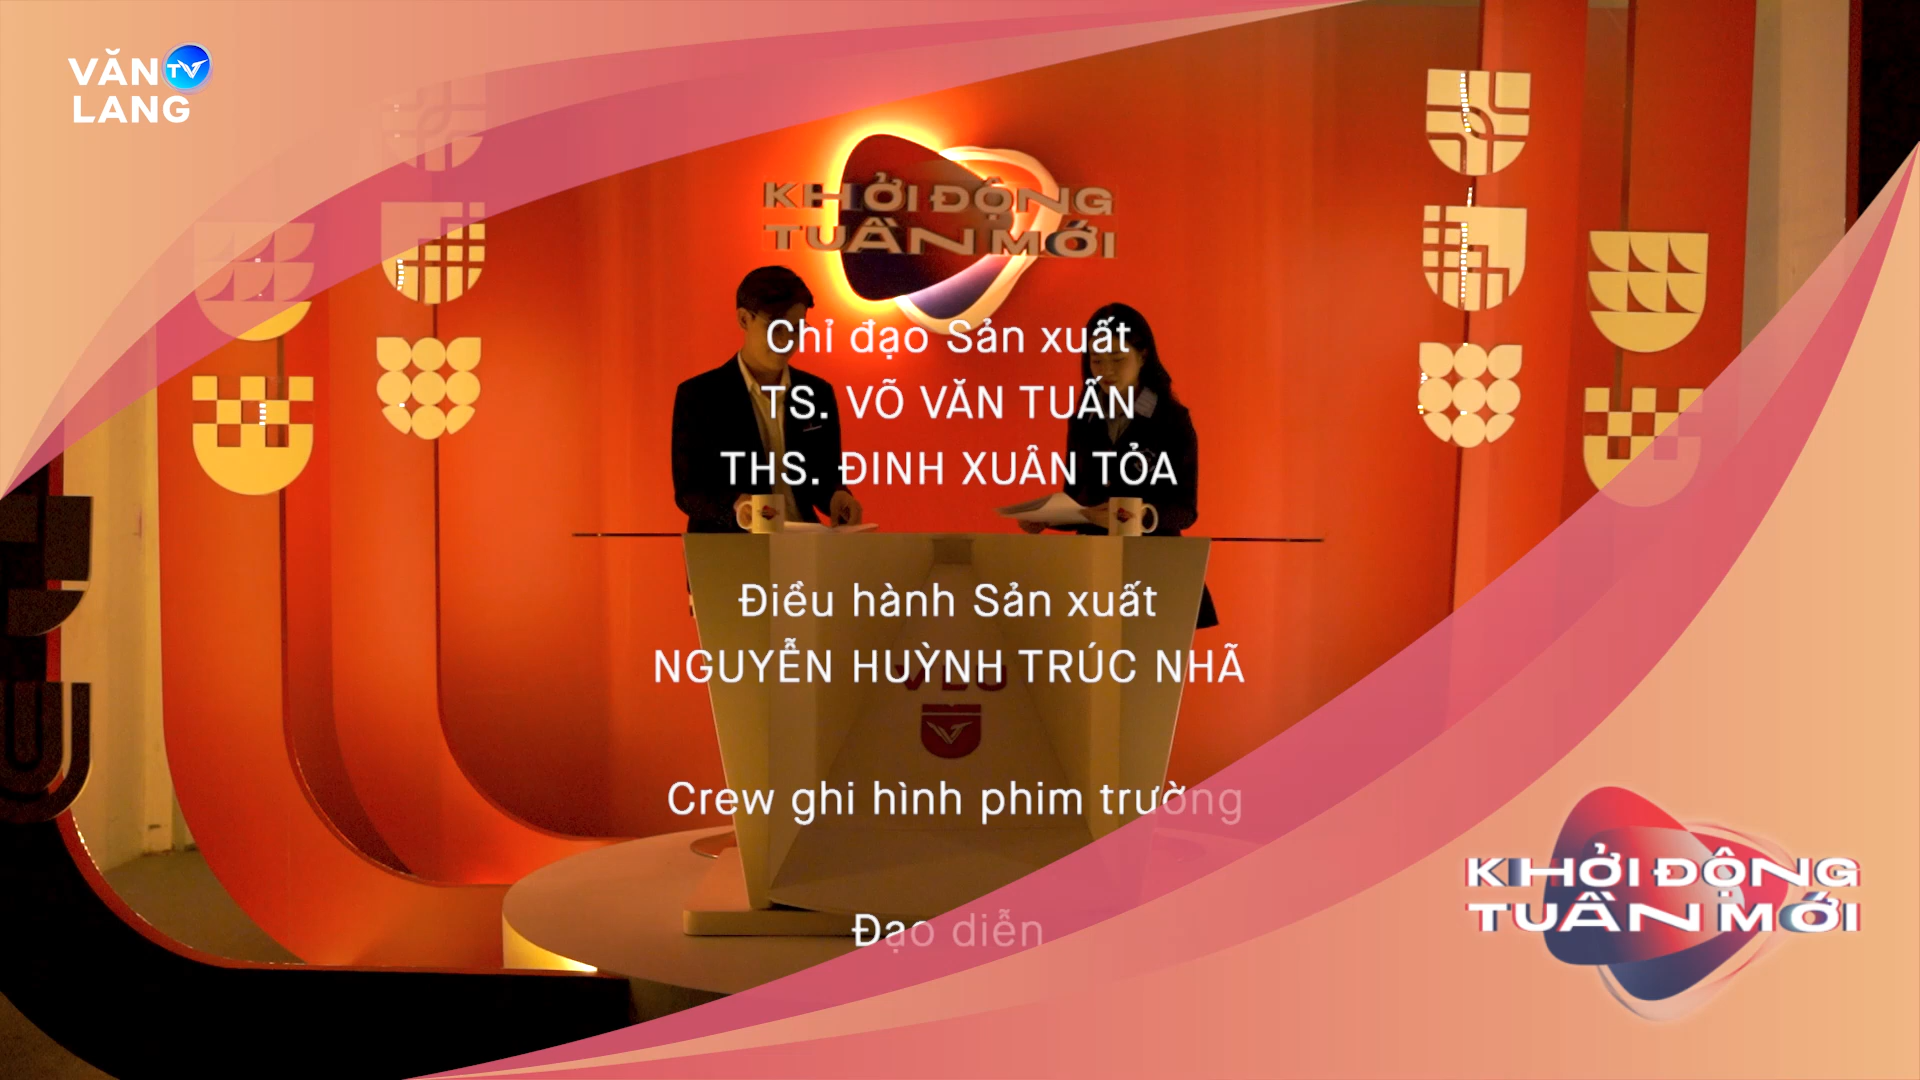 VĂN TV
LANG
KHỞI ĐỘNG
TUẦN MỚI
Chỉ đạo Sản xuất
TS. VÕ VĂN TUẤN
THS. ĐINH XUÂN TỎA
Điều hành Sản xuất
NGUYỄN HUỲNH TRÚC NHÃ
VLU
Crew ghi hình phim trường
Đạo diễn
KHỞI ĐỘNG
TUẦN MỚI